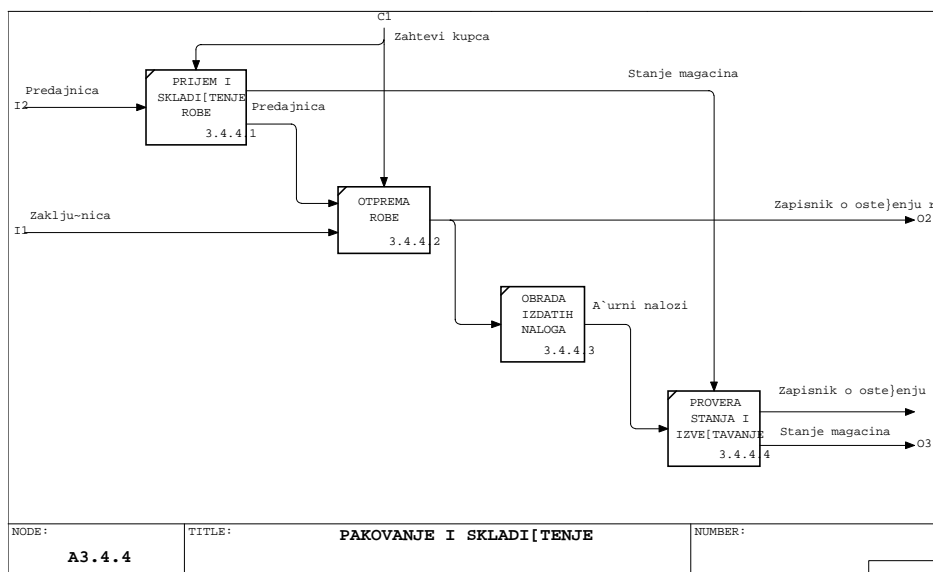 C1
Zahtevi kupca
Stanje magacina
Predajnica
I2
PRIJEM I
SKLADI[TENJE
ROBE
3.4.4.1
Predajnica
Zaklju~nica
I1
OTPREMA
ROBE
3.4.4.2
Zapisnik o oste}enju r
O2
OBRADA
IZDATIH
NALOGA
3.4.4.3
A`urni nalozi
PROVERA
STANJA I
IZVE[TAVANJE
3.4.4.4
Zapisnik o oste}enju
Stanje magacina
O3
NODE:
A3.4.4
TITLE:
PAKOVANJE I SKLADI[TENJE
NUMBER: